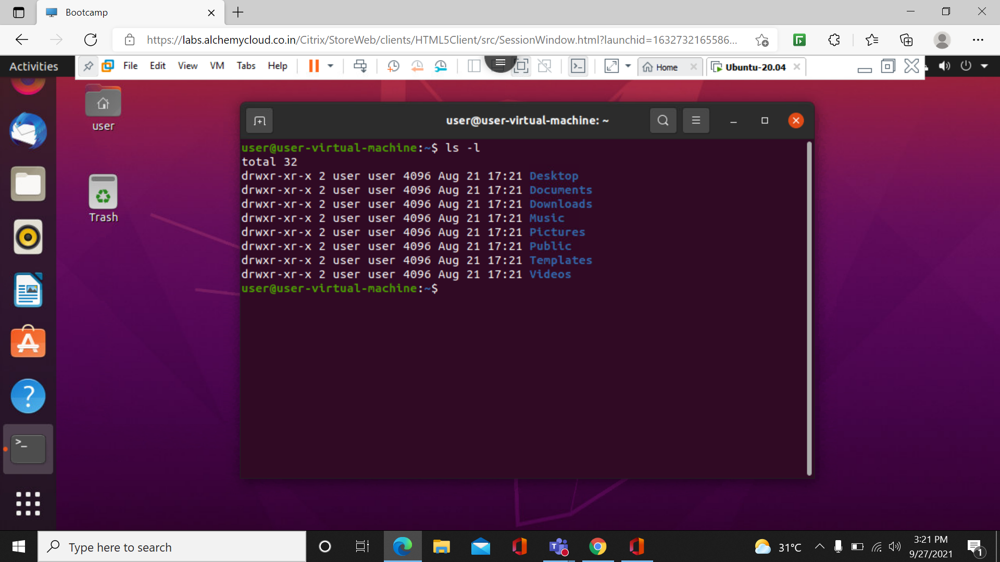 Bootcamp
https://labs.alchemycloud.co.in/Citrix/StoreWeb/clients/HTML5Client/src/SessionWindow.html?launchid=1632732165586...
Activities
File Edit View VM Tabs Help
Home
Ubuntu-20.04
user
Trash
user@user-virtual-machine: ~
user@user-virtual-machine:~$ ls -l
total 32
drwxr-xr-x 2 user user 4096 Aug 21 17:21 Desktop
drwxr-xr-x 2 user user 4096 Aug 21 17:21 Documents
drwxr-xr-x 2 user user 4096 Aug 21 17:21 Downloads
drwxr-xr-x 2 user user 4096 Aug 21 17:21 Music
drwxr-xr-x 2 user user 4096 Aug 21 17:21 Pictures
drwxr-xr-x 2 user user 4096 Aug 21 17:21 Public
drwxr-xr-x 2 user user 4096 Aug 21 17:21 Templates
drwxr-xr-x 2 user user 4096 Aug 21 17:21 Videos
user@user-virtual-machine:~$
Type here to search
31°C
3:21 PM
9/27/2021
1